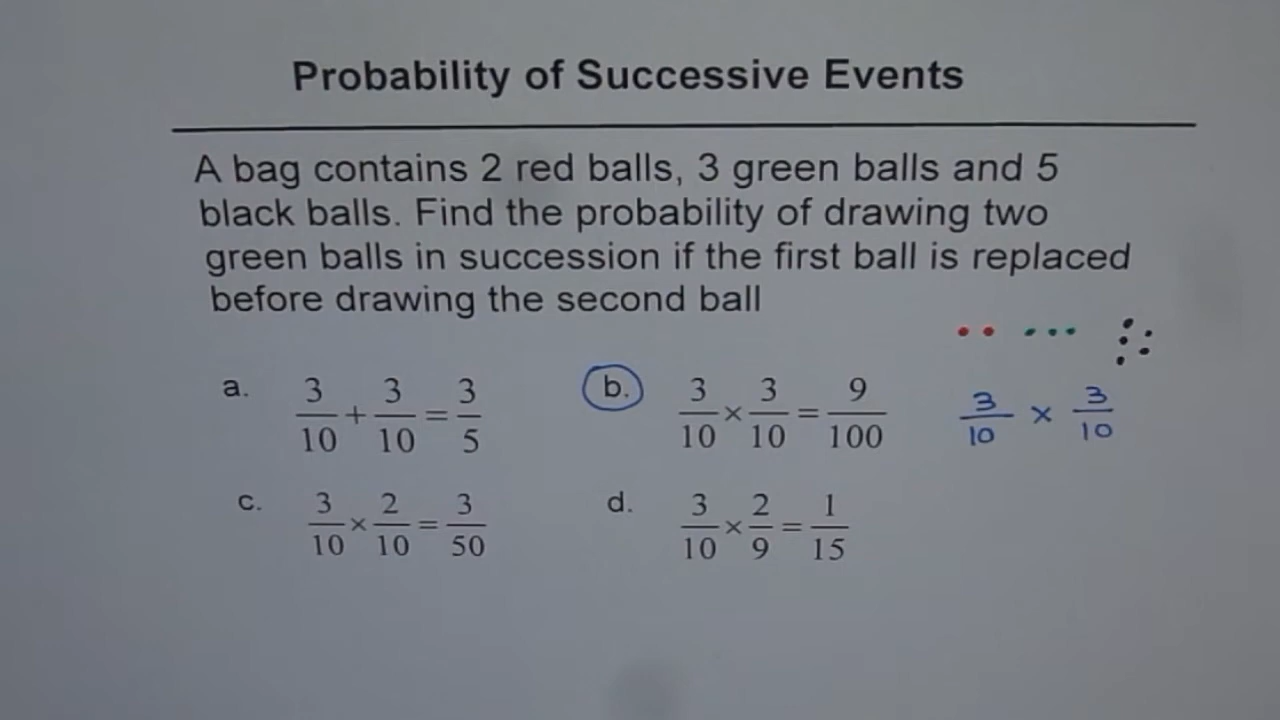 Probability of Successive Events
A bag contains 2 red balls, 3 green balls and 5
black balls. Find the probability of drawing two
green balls in succession if the first ball is replaced
before drawing the second ball
a. 3/10 + 3/10 = 3/5
b. 3/10 × 3/10 = 9/100
3/10 × 3/10
c. 3/10 × 2/10 = 3/50
d. 3/10 × 2/9 = 1/15